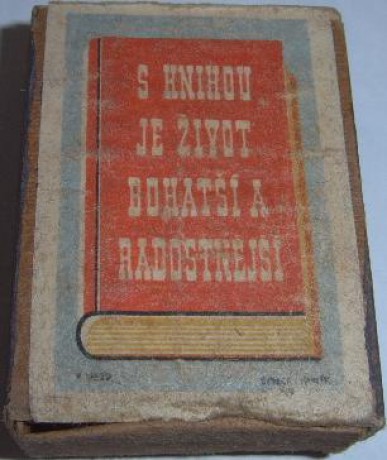 S KNIHOU
JE ŽIVOT
BOHATŠÍ A
RADOSTNĚJŠÍ